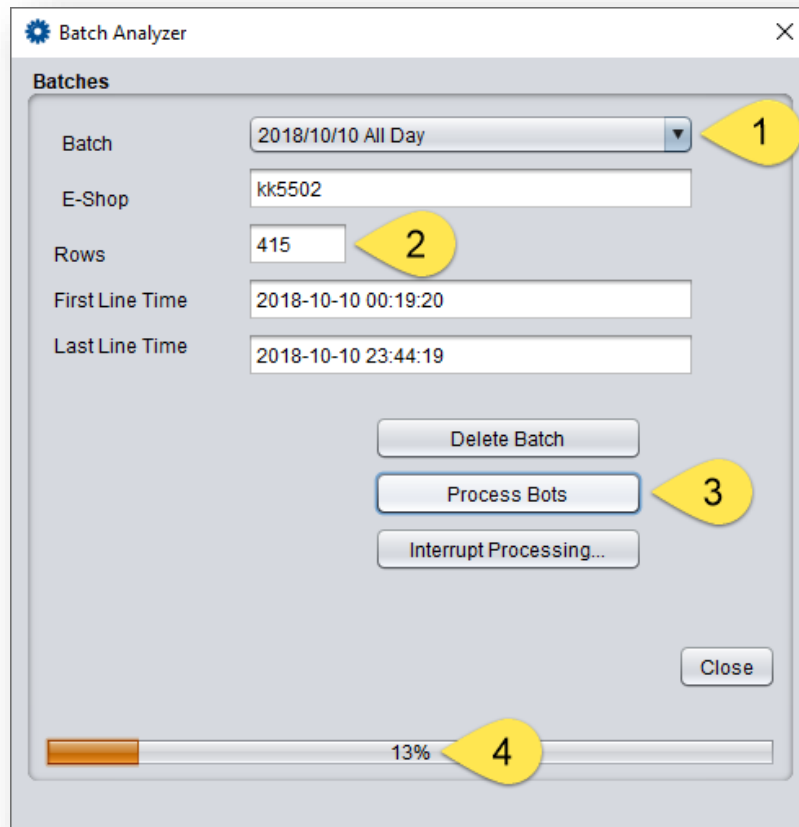 Batch Analyzer
Batches
Batch 2018/10/10 All Day 1
E-Shop kk5502
Rows 415 2
First Line Time 2018-10-10 00:19:20
Last Line Time 2018-10-10 23:44:19
Delete Batch
Process Bots 3
Interrupt Processing...
Close
13% 4